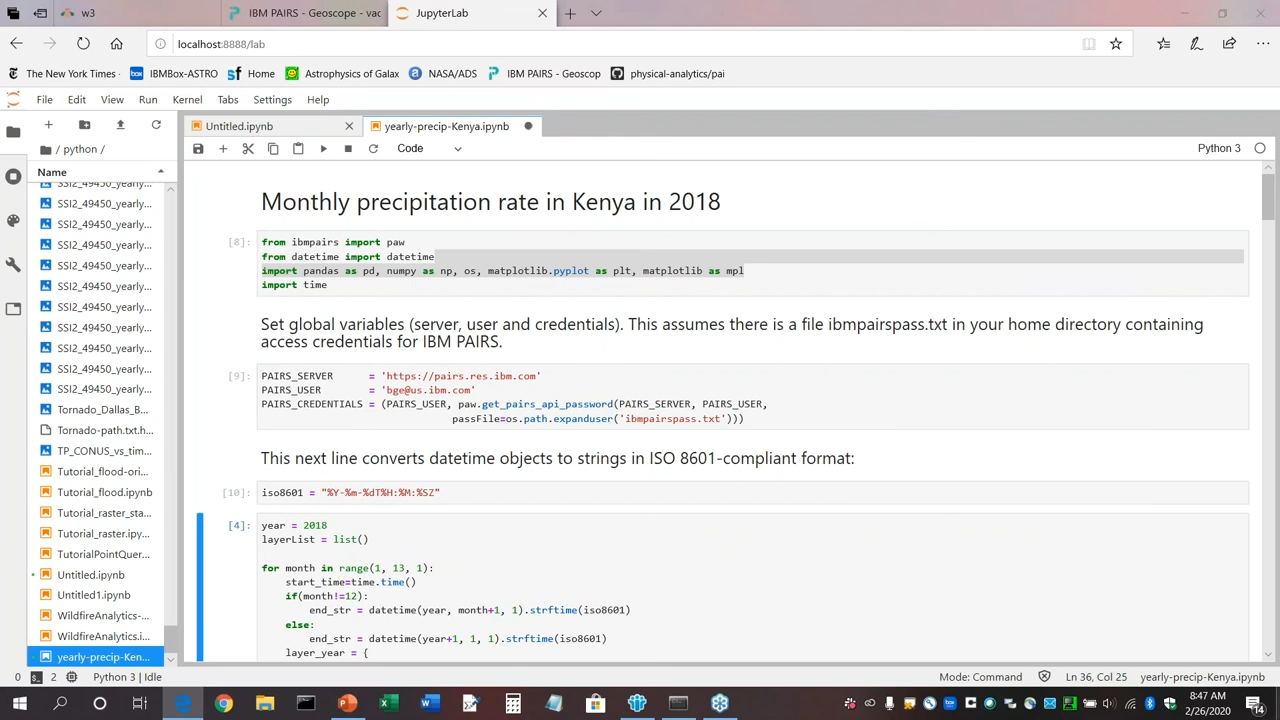 w3
IBM PAIRS - Geoscope - vac
JupyterLab
localhost:8888/lab
The New York Times
IBMBox-ASTRO
Home
Astrophysics of Galax
NASA/ADS
IBM PAIRS - Geoscop
physical-analytics/pai
File Edit View Run Kernel Tabs Settings Help
Untitled.ipynb
yearly-precip-Kenya.ipynb
/ python /
Code
Python 3
Name
SSI2_49450_yearly...
SSI2_49450_yearly...
SSI2_49450_yearly...
SSI2_49450_yearly...
SSI2_49450_yearly...
SSI2_49450_yearly...
SSI2_49450_yearly...
SSI2_49450_yearly...
SSI2_49450_yearly...
SSI2_49450_yearly...
SSI2_49450_yearly...
Tornado_Dallas_B...
Tornado-path.txt.h...
TP_CONUS_vs_tim...
Tutorial_flood-ori...
Tutorial_flood.ipynb
Tutorial_raster_sta...
Tutorial_raster.ipy...
TutorialPointQuer...
Untitled.ipynb
Untitled1.ipynb
WildfireAnalytics-...
WildfireAnalytics.i...
yearly-precip-Ken...
Monthly precipitation rate in Kenya in 2018
[8]:
from ibmpairs import paw
from datetime import datetime
import pandas as pd, numpy as np, os, matplotlib.pyplot as plt, matplotlib as mpl
import time
Set global variables (server, user and credentials). This assumes there is a file ibmpairspass.txt in your home directory containing
access credentials for IBM PAIRS.
[9]:
PAIRS_SERVER = 'https://pairs.res.ibm.com'
PAIRS_USER = 'bge@us.ibm.com'
PAIRS_CREDENTIALS = (PAIRS_USER, paw.get_pairs_api_password(PAIRS_SERVER, PAIRS_USER,
passFile=os.path.expanduser('ibmpairspass.txt')))
This next line converts datetime objects to strings in ISO 8601-compliant format:
[10]:
iso8601 = "%Y-%m-%dT%H:%M:%SZ"
[4]:
year = 2018
layerList = list()
for month in range(1, 13, 1):
start_time=time.time()
if(month!=12):
end_str = datetime(year, month+1, 1).strftime(iso8601)
else:
end_str = datetime(year+1, 1, 1).strftime(iso8601)
layer_year = {
0 2 Python 3 | Idle
Mode: Command
Ln 36, Col 25
yearly-precip-Kenya.ipynb
8:47 AM
2/26/2020